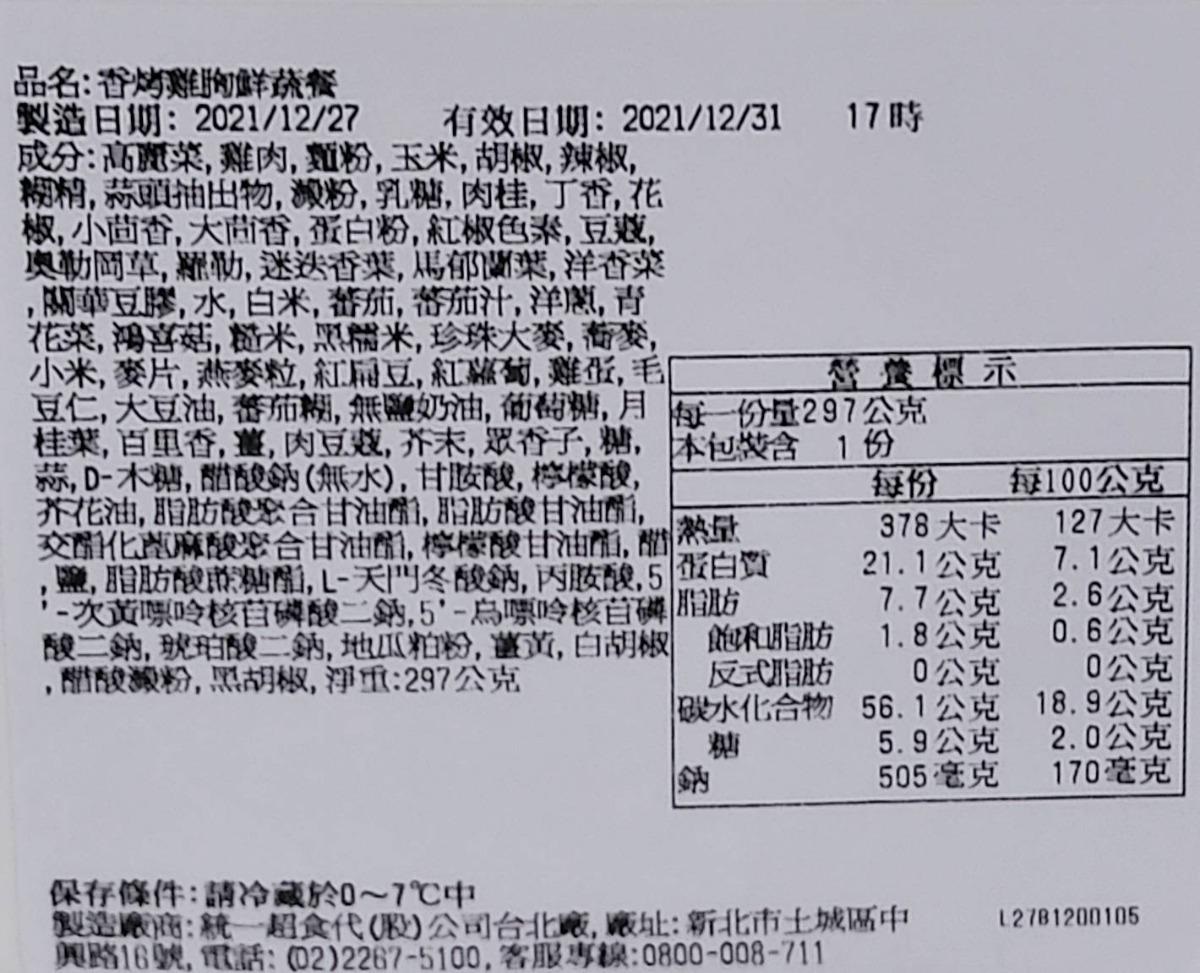 品名:香烤雞胸鮮蔬餐
製造日期: 2021/12/27 有效日期: 2021/12/31 17時
成分:高麗菜,雞肉,麵粉,玉米,胡椒,辣椒,
糊精,蒜頭抽出物,澱粉,乳糖,肉桂,丁香,花
椒,小茴香,大茴香,蛋白粉,紅椒色素,豆蔻,
奧勒岡草,羅勒,迷迭香葉,馬郁蘭葉,洋香菜
,關華豆膠,水,白米,蕃茄,蕃茄汁,洋蔥,青
花菜,鴻喜菇,糙米,黑糯米,珍珠大麥,蕎麥,
小米,麥片,燕麥粒,紅扁豆,紅蘿蔔,雞蛋,毛
豆仁,大豆油,蕃茄糊,無鹽奶油,葡萄糖,月
桂葉,百里香,薑,肉豆蔻,芥末,眾香子,糖,
蒜,D-木糖,醋酸鈉(無水),甘胺酸,檸檬酸,
芥花油,脂肪酸聚合甘油酯,脂肪酸甘油酯,
交酯化蓖麻酸聚合甘油酯,檸檬酸甘油酯,醋
,鹽,脂肪酸蔗糖酯,L-天門冬酸鈉,丙胺酸,5
'-次黃嘌呤核苷磷酸二鈉,5'-鳥嘌呤核苷磷
酸二鈉,琥珀酸二鈉,地瓜粕粉,薑黃,白胡椒
,醋酸澱粉,黑胡椒,淨重:297公克
營養標示
每一份量297公克
本包裝含 1份
每份 每100公克
熱量 378大卡 127大卡
蛋白質 21.1公克 7.1公克
脂肪 7.7公克 2.6公克
飽和脂肪 1.8公克 0.6公克
反式脂肪 0公克 0公克
碳水化合物 56.1公克 18.9公克
糖 5.9公克 2.0公克
鈉 505毫克 170毫克
保存條件:請冷藏於0~7℃中
製造廠商:統一超食代(股)公司台北廠,廠址:新北市土城區中
興路16號,電話:(02)2267-5100,客服專線:0800-008-711
L27B1200105